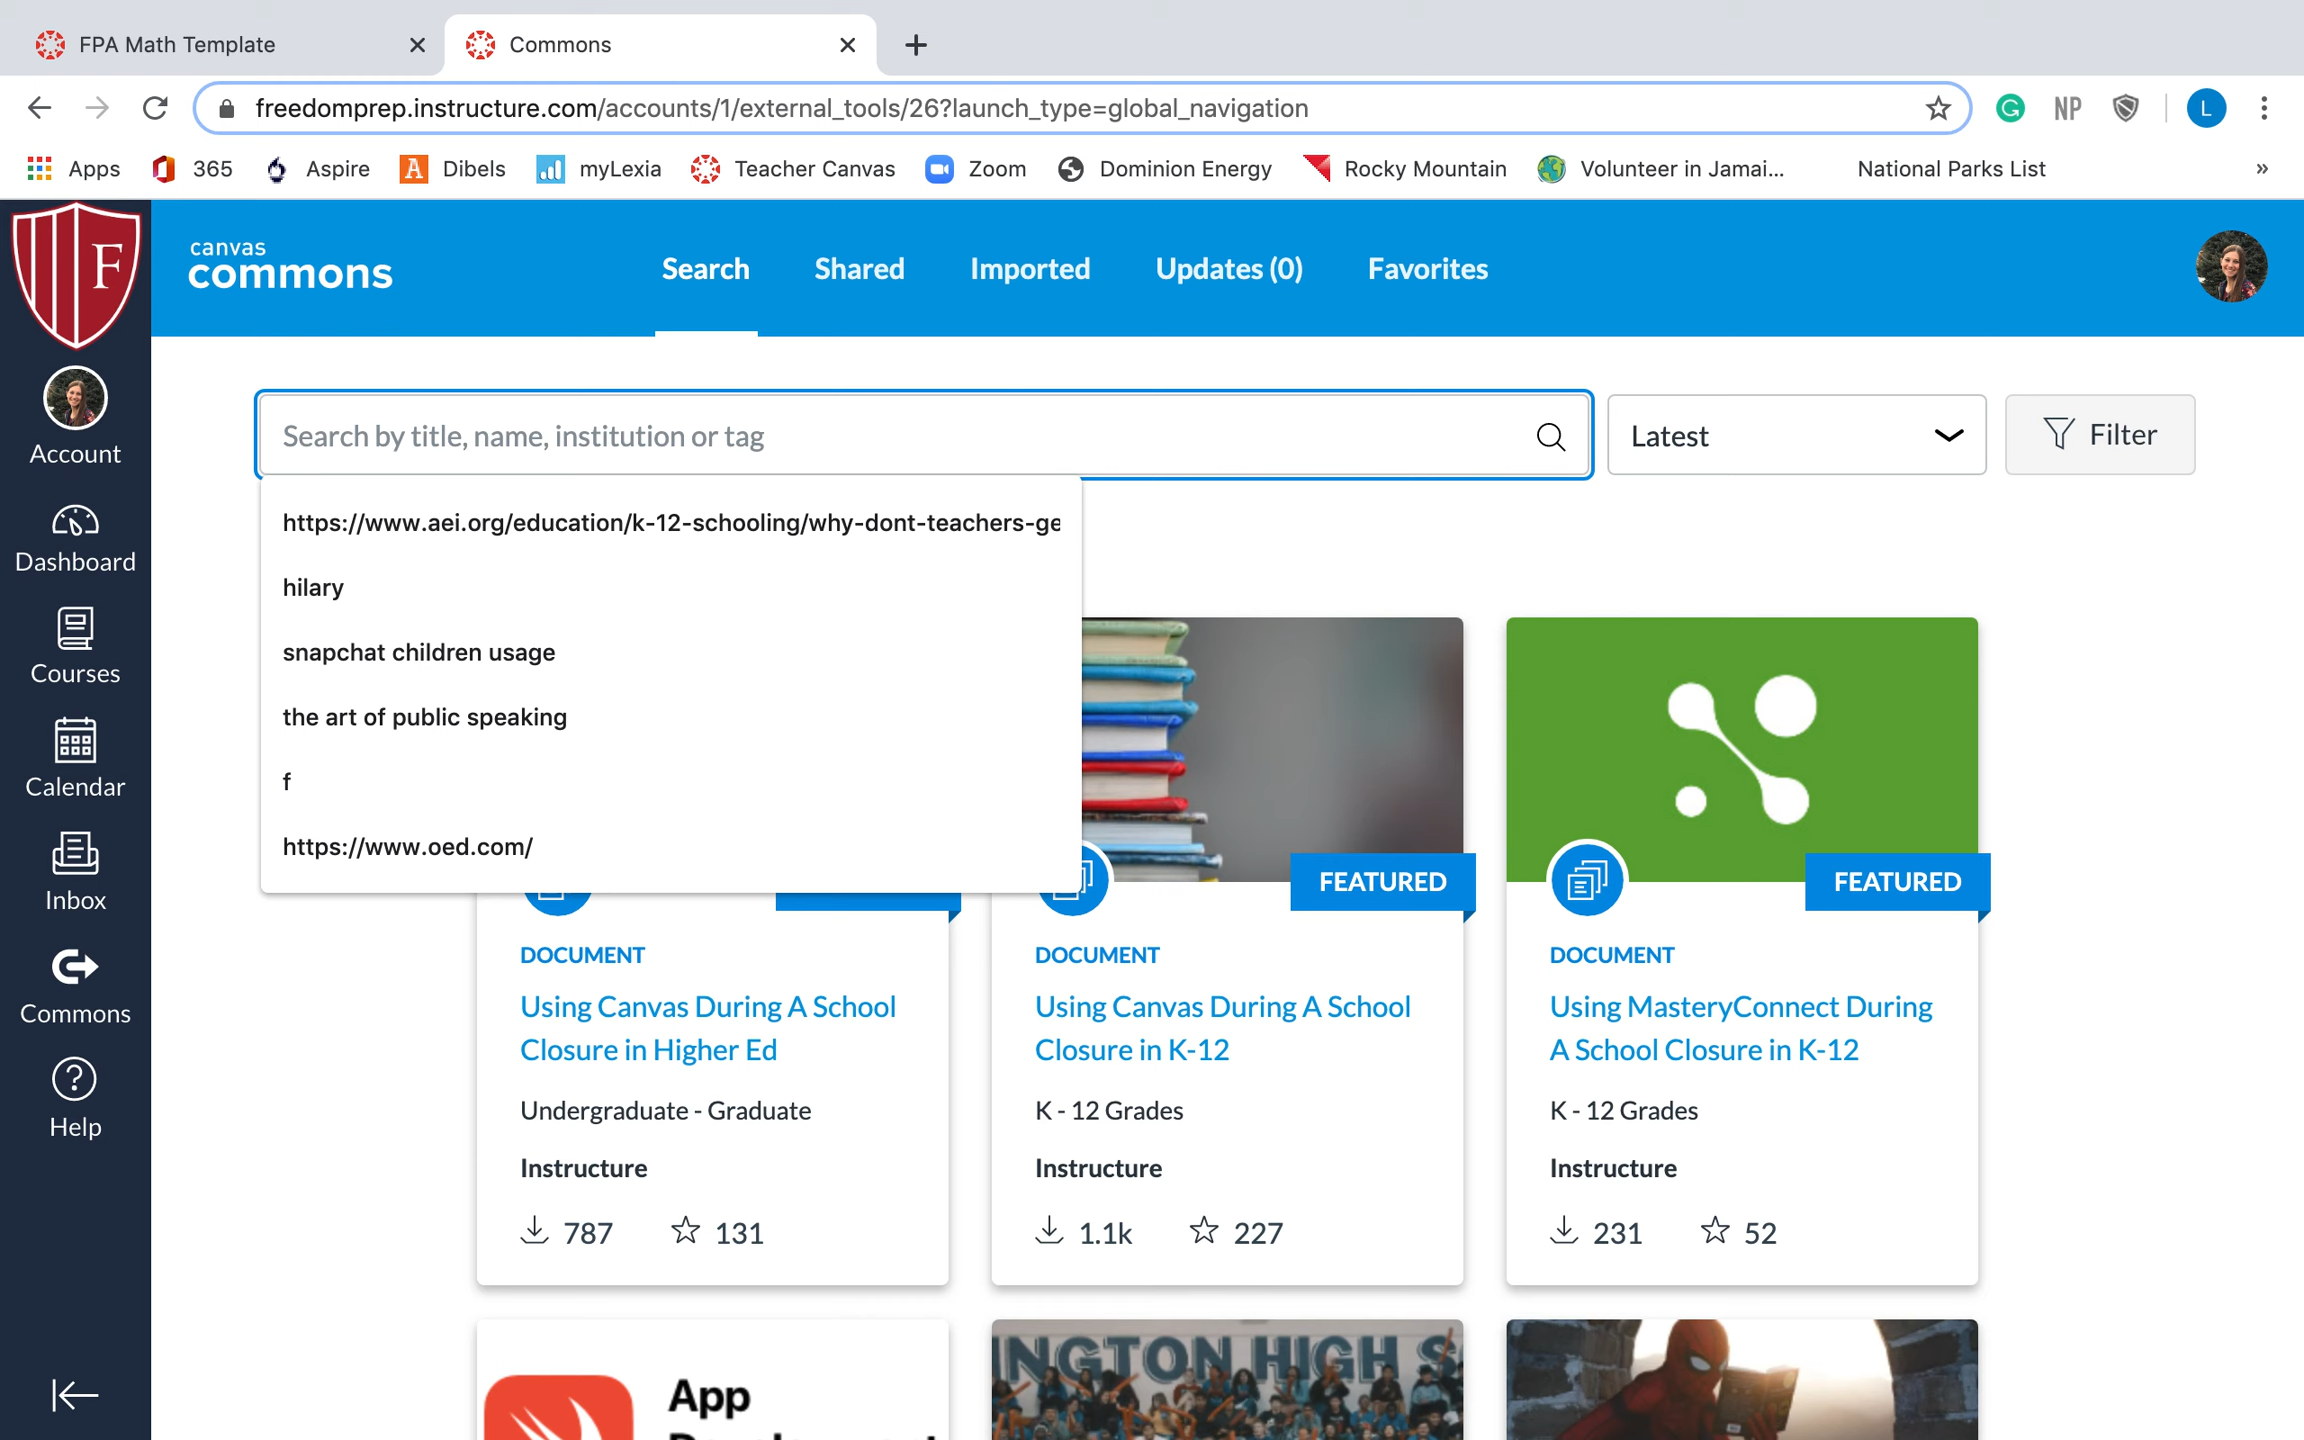 FPA Math Template
Commons
freedomprep.instructure.com/accounts/1/external_tools/26?launch_type=global_navigation
NP
L
Apps
365
Aspire
A
Dibels
myLexia
Teacher Canvas
Zoom
Dominion Energy
Rocky Mountain
Volunteer in Jamai...
National Parks List
»
F
canvas
commons
Search
Shared
Imported
Updates (0)
Favorites
Account
Dashboard
Courses
Calendar
Inbox
Commons
Help
Search by title, name, institution or tag
Latest
Filter
https://www.aei.org/education/k-12-schooling/why-dont-teachers-ge
hilary
snapchat children usage
the art of public speaking
f
https://www.oed.com/
FEATURED
FEATURED
DOCUMENT
Using Canvas During A School
Closure in Higher Ed
Undergraduate - Graduate
Instructure
787
131
DOCUMENT
Using Canvas During A School
Closure in K-12
K - 12 Grades
Instructure
1.1k
227
DOCUMENT
Using MasteryConnect During
A School Closure in K-12
K - 12 Grades
Instructure
231
52
App
INGTON HIGH S